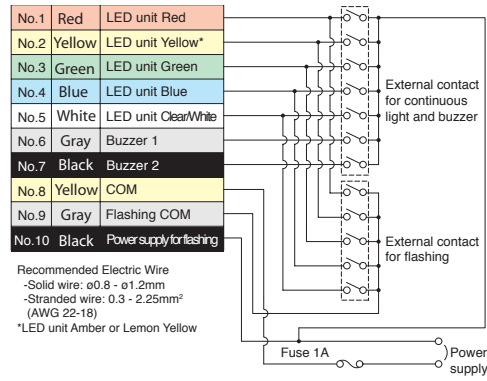 No.1 Red LED unit Red
No.2 Yellow LED unit Yellow*
No.3 Green LED unit Green
No.4 Blue LED unit Blue
No.5 White LED unit Clear/White
No.6 Gray Buzzer 1
No.7 Black Buzzer 2
No.8 Yellow COM
No.9 Gray Flashing COM
No.10 Black Power supply for flashing
External contact
for continuous
light and buzzer
External contact
for flashing
Recommended Electric Wire
-Solid wire: ø0.8 - ø1.2mm
-Stranded wire: 0.3 - 2.25mm²
(AWG 22-18)
*LED unit Amber or Lemon Yellow
Fuse 1A
Power
supply